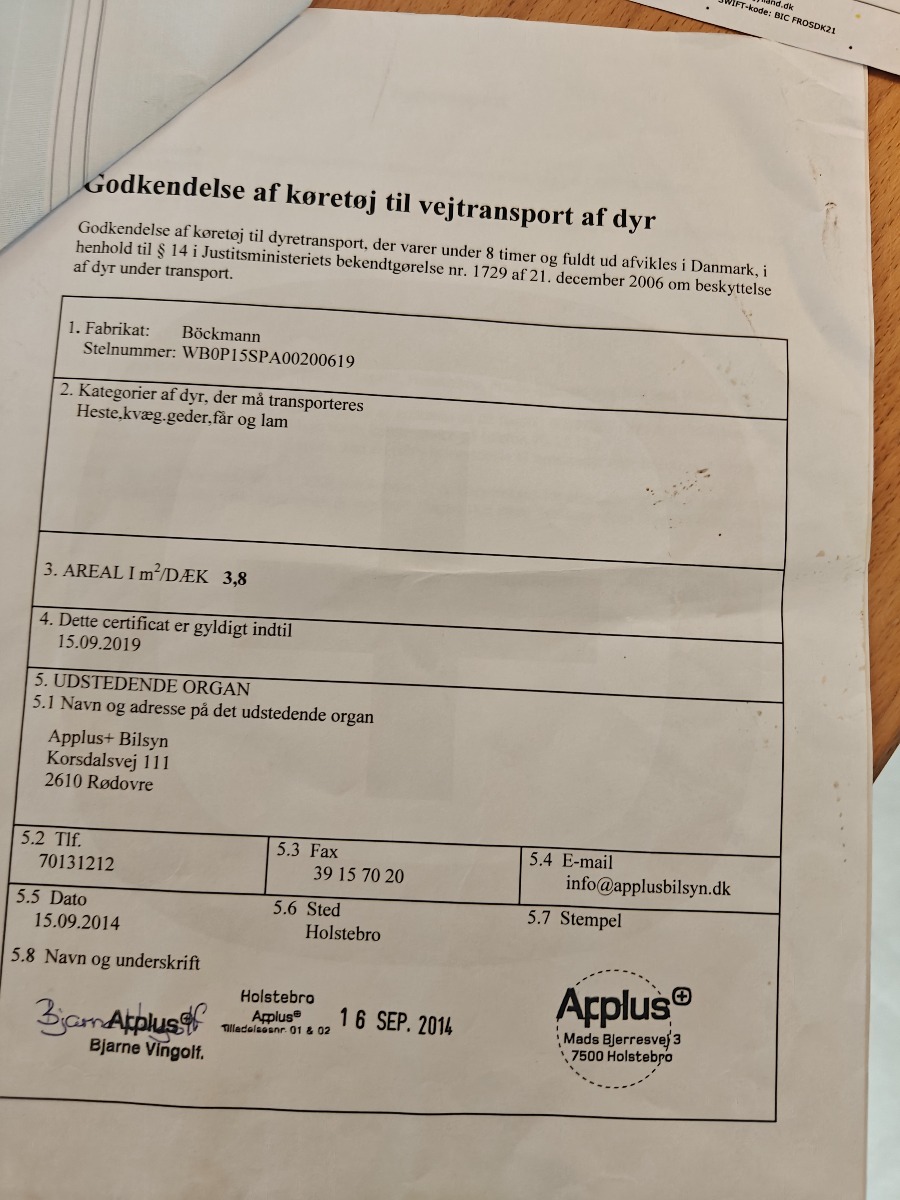 SWIFT-kode: BIC FROSDK21
Godkendelse af køretøj til vejtransport af dyr
Godkendelse af køretøj til dyretransport, der varer under 8 timer og fuldt ud afvikles i Danmark, i
henhold til § 14 i Justitsministeriets bekendtgørelse nr. 1729 af 21. december 2006 om beskyttelse
af dyr under transport.
1. Fabrikat: Böckmann
Stelnummer: WB0P15SPA00200619
2. Kategorier af dyr, der må transporteres
Heste,kvæg.geder,får og lam
3. AREAL I m²/DÆK 3,8
4. Dette certificat er gyldigt indtil
15.09.2019
5. UDSTEDENDE ORGAN
5.1 Navn og adresse på det udstedende organ
Applus+ Bilsyn
Korsdalsvej 111
2610 Rødovre
5.2 Tlf.
70131212
5.3 Fax
39 15 70 20
5.4 E-mail
info@applusbilsyn.dk
5.5 Dato
15.09.2014
5.6 Sted
Holstebro
5.7 Stempel
5.8 Navn og underskrift
Bjarne
Applus+
Bjarne Vingolf.
Holstebro
Applus®
Tilladelsesnr. 01 & 02
16 SEP. 2014
Applus+
Mads Bjerresvej 3
7500 Holstebro